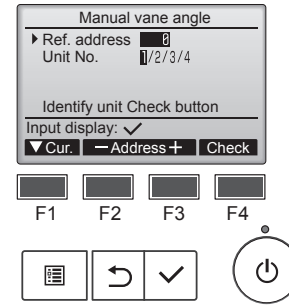 Manual vane angle
Ref. address 0
Unit No. 1/2/3/4
Identify unit Check button
Input display: ✓
▼Cur. −Address+ Check
F1 F2 F3 F4